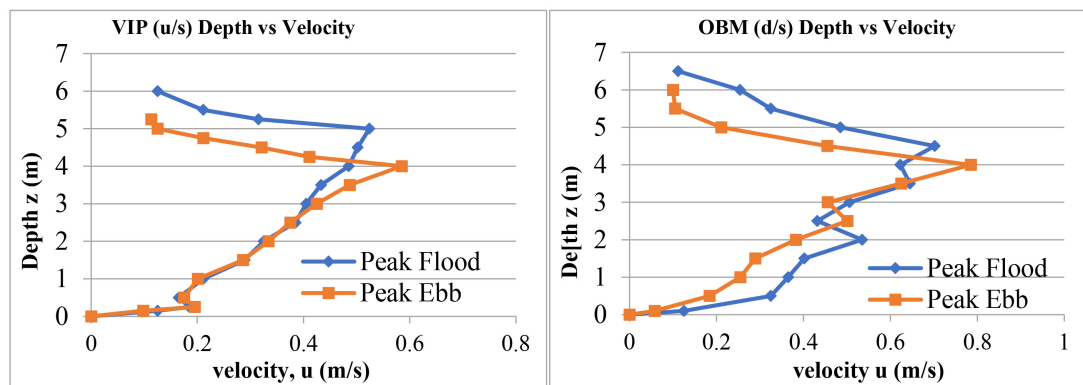 VIP (u/s) Depth vs Velocity
Depth z (m)
7
6
5
4
3
2
1
0
Peak Flood
Peak Ebb
0
0.2
0.4
0.6
0.8
velocity, u (m/s)
OBM (d/s) Depth vs Velocity
De[th z (m)
7
6
5
4
3
2
1
0
Peak Flood
Peak Ebb
0
0.2
0.4
0.6
0.8
1
velocity u (m/s)